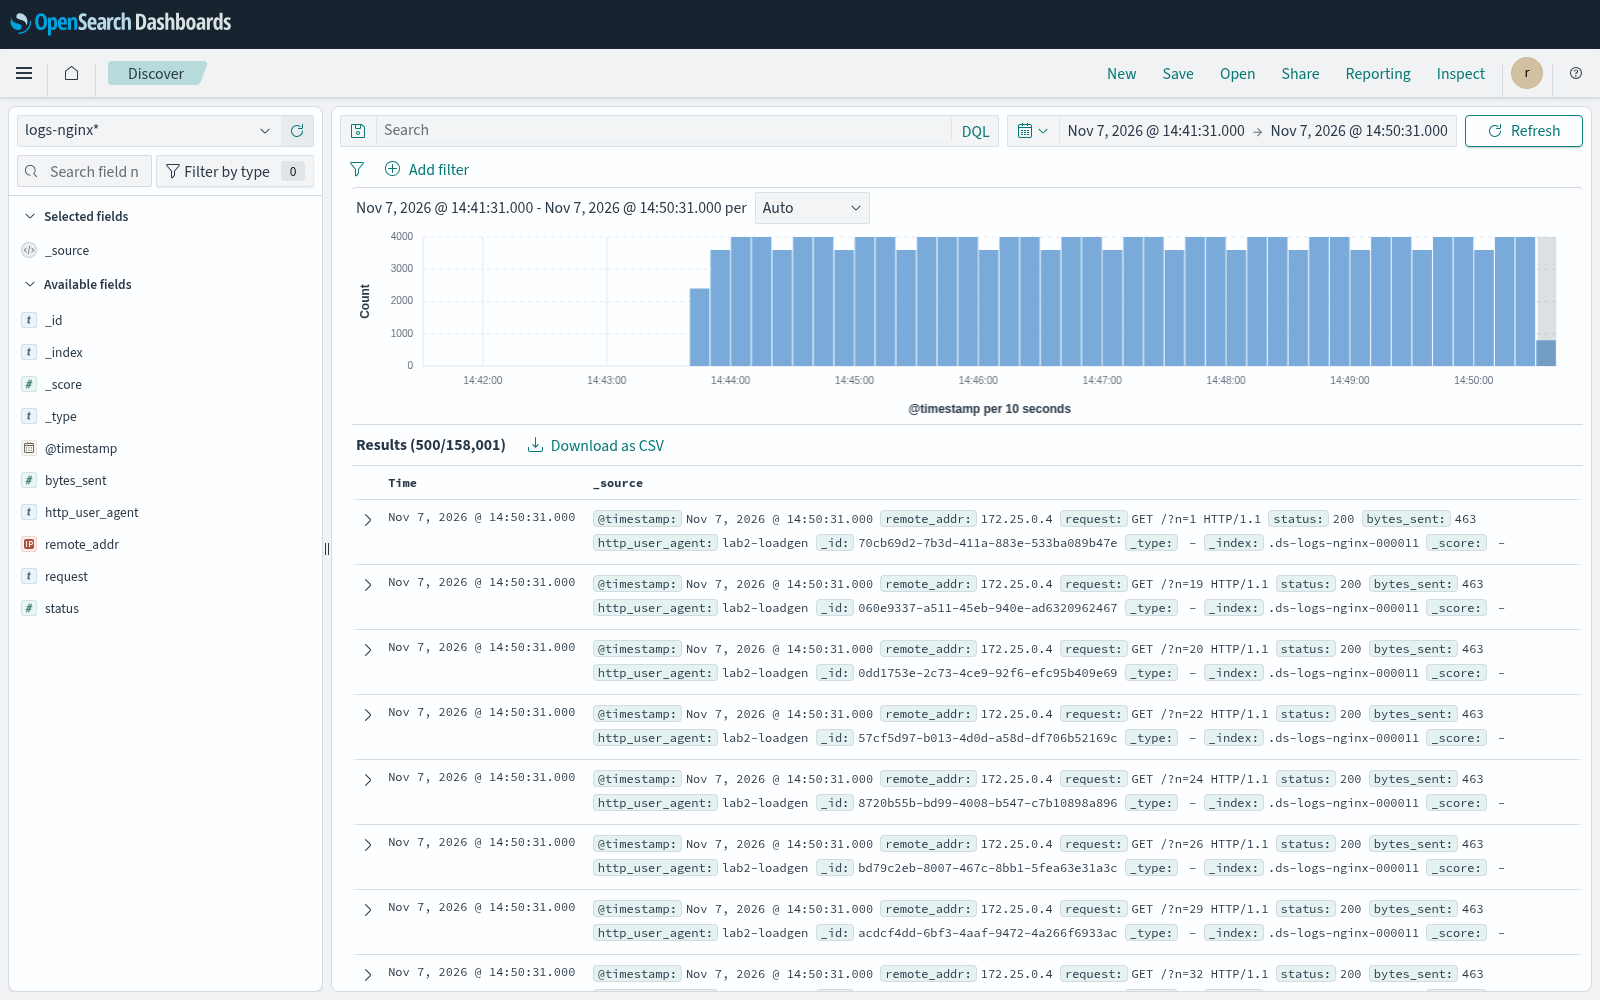 OpenSearch Dashboards
Discover
New Save Open Share Reporting Inspect r
logs-nginx*
Search field n
Filter by type 0
Selected fields
_source
Available fields
t _id
t _index
# _score
t _type
@timestamp
# bytes_sent
t http_user_agent
IP remote_addr
t request
# status
Search DQL
Nov 7, 2026 @ 14:41:31.000 → Nov 7, 2026 @ 14:50:31.000 Refresh
Add filter
Nov 7, 2026 @ 14:41:31.000 - Nov 7, 2026 @ 14:50:31.000 per Auto
4000
3000
2000
1000
0
Count
14:42:00 14:43:00 14:44:00 14:45:00 14:46:00 14:47:00 14:48:00 14:49:00 14:50:00
@timestamp per 10 seconds
Results (500/158,001) Download as CSV
Time _source
Nov 7, 2026 @ 14:50:31.000 @timestamp: Nov 7, 2026 @ 14:50:31.000 remote_addr: 172.25.0.4 request: GET /?n=1 HTTP/1.1 status: 200 bytes_sent: 463
http_user_agent: lab2-loadgen _id: 70cb69d2-7b3d-411a-883e-533ba089b47e _type: - _index: .ds-logs-nginx-000011 _score: -
Nov 7, 2026 @ 14:50:31.000 @timestamp: Nov 7, 2026 @ 14:50:31.000 remote_addr: 172.25.0.4 request: GET /?n=19 HTTP/1.1 status: 200 bytes_sent: 463
http_user_agent: lab2-loadgen _id: 060e9337-a511-45eb-940e-ad6320962467 _type: - _index: .ds-logs-nginx-000011 _score: -
Nov 7, 2026 @ 14:50:31.000 @timestamp: Nov 7, 2026 @ 14:50:31.000 remote_addr: 172.25.0.4 request: GET /?n=20 HTTP/1.1 status: 200 bytes_sent: 463
http_user_agent: lab2-loadgen _id: 0dd1753e-2c73-4ce9-92f6-efc95b409e69 _type: - _index: .ds-logs-nginx-000011 _score: -
Nov 7, 2026 @ 14:50:31.000 @timestamp: Nov 7, 2026 @ 14:50:31.000 remote_addr: 172.25.0.4 request: GET /?n=22 HTTP/1.1 status: 200 bytes_sent: 463
http_user_agent: lab2-loadgen _id: 57cf5d97-b013-4d0d-a58d-df706b52169c _type: - _index: .ds-logs-nginx-000011 _score: -
Nov 7, 2026 @ 14:50:31.000 @timestamp: Nov 7, 2026 @ 14:50:31.000 remote_addr: 172.25.0.4 request: GET /?n=24 HTTP/1.1 status: 200 bytes_sent: 463
http_user_agent: lab2-loadgen _id: 8720b55b-bd99-4008-b547-c7b10898a896 _type: - _index: .ds-logs-nginx-000011 _score: -
Nov 7, 2026 @ 14:50:31.000 @timestamp: Nov 7, 2026 @ 14:50:31.000 remote_addr: 172.25.0.4 request: GET /?n=26 HTTP/1.1 status: 200 bytes_sent: 463
http_user_agent: lab2-loadgen _id: bd79c2eb-8007-467c-8bb1-5fea63e31a3c _type: - _index: .ds-logs-nginx-000011 _score: -
Nov 7, 2026 @ 14:50:31.000 @timestamp: Nov 7, 2026 @ 14:50:31.000 remote_addr: 172.25.0.4 request: GET /?n=29 HTTP/1.1 status: 200 bytes_sent: 463
http_user_agent: lab2-loadgen _id: acdcf4dd-6bf3-4aaf-9472-4a266f6933ac _type: - _index: .ds-logs-nginx-000011 _score: -
Nov 7, 2026 @ 14:50:31.000 @timestamp: Nov 7, 2026 @ 14:50:31.000 remote_addr: 172.25.0.4 request: GET /?n=32 HTTP/1.1 status: 200 bytes_sent: 463